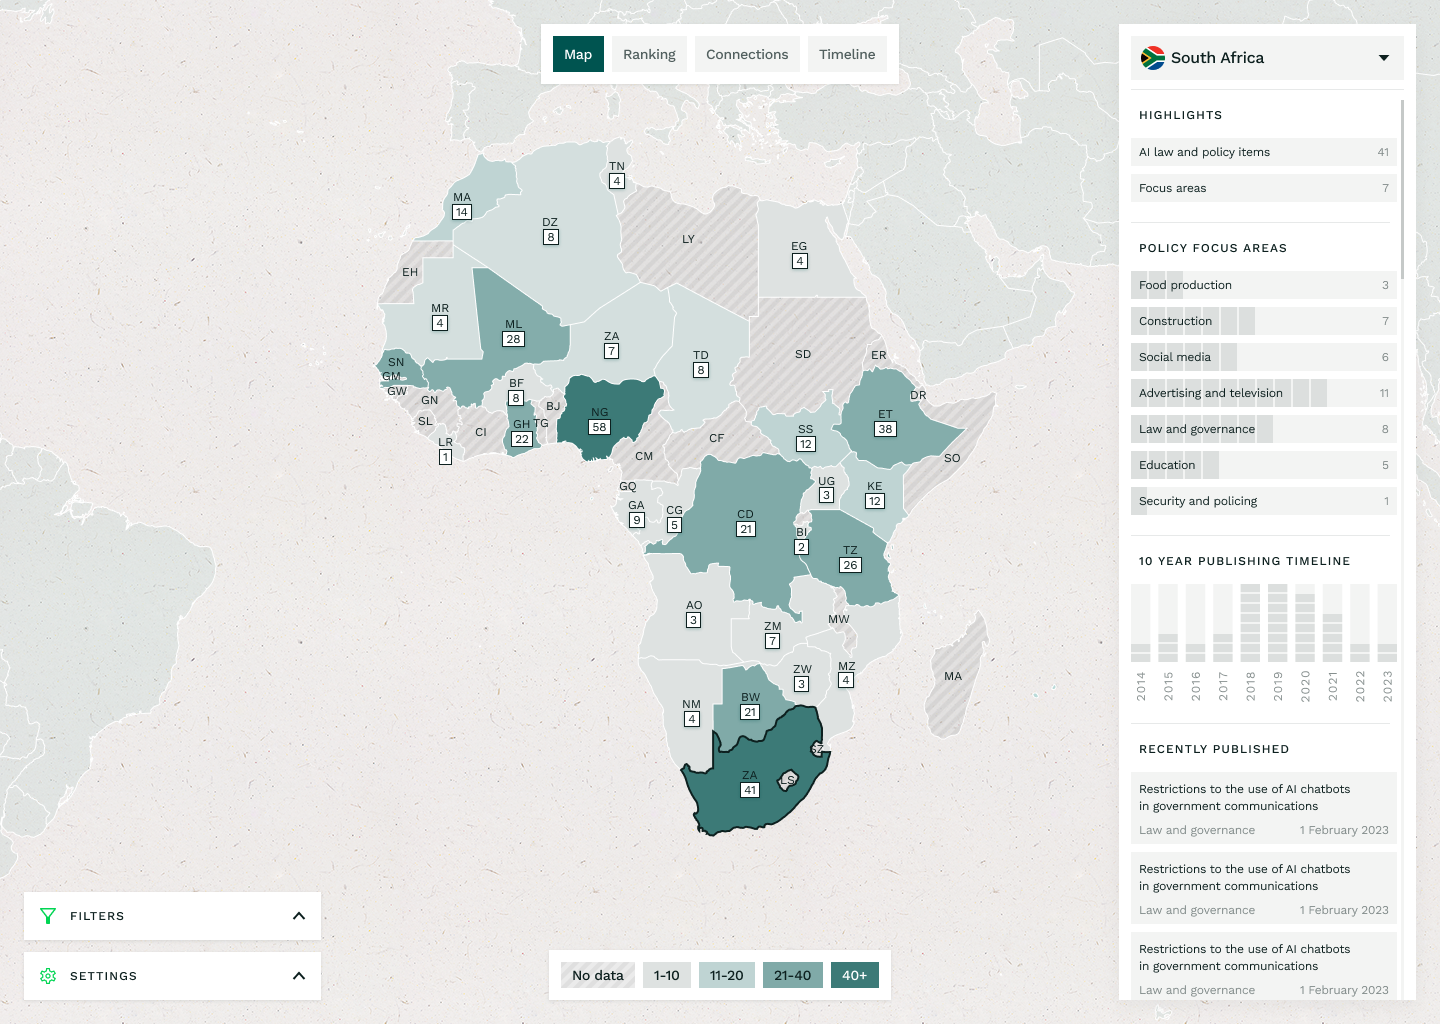 Map
Ranking
Connections
Timeline
South Africa
HIGHLIGHTS
AI law and policy items 41
Focus areas 7
POLICY FOCUS AREAS
Food production 3
Construction 7
Social media 6
Advertising and television 11
Law and governance 8
Education 5
Security and policing 1
10 YEAR PUBLISHING TIMELINE
2014
2015
2016
2017
2018
2019
2020
2021
2022
2023
RECENTLY PUBLISHED
Restrictions to the use of AI chatbots
in government communications
Law and governance 1 February 2023
Restrictions to the use of AI chatbots
in government communications
Law and governance 1 February 2023
Restrictions to the use of AI chatbots
in government communications
Law and governance 1 February 2023
TN
4
MA
14
DZ
8
LY
EG
4
EH
MR
4
ML
28
ZA
7
TD
8
SD
ER
SN
GM
GW
GN
SL
LR
1
CI
BF
8
GH
22
TG
BJ
NG
58
CM
CF
SS
12
ET
38
DR
SO
GQ
GA
9
CG
5
CD
21
UG
3
KE
12
BI
2
TZ
26
AO
3
ZM
7
MW
ZW
3
MZ
4
MA
NM
4
BW
21
SZ
ZA
41
LS
FILTERS
SETTINGS
No data
1-10
11-20
21-40
40+